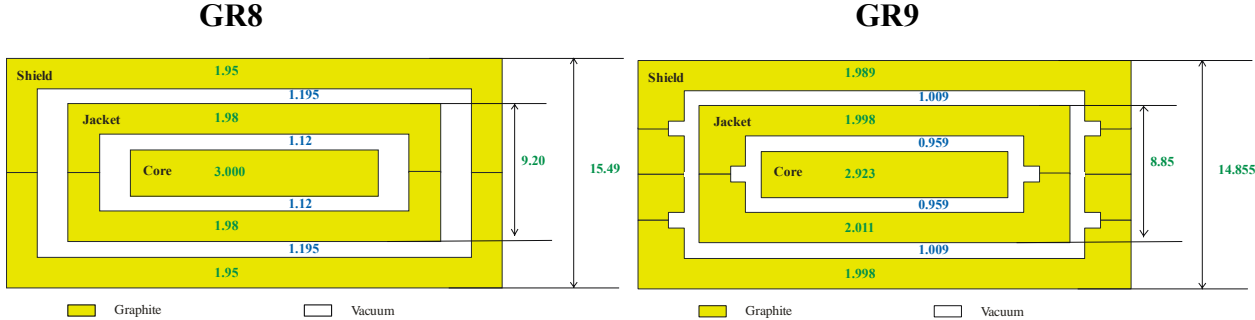 GR8
GR9
Shield
1.95
1.195
Jacket
1.98
1.12
Core
3.000
1.12
1.98
1.195
1.95
9.20
15.49
Graphite
Vacuum
Shield
1.989
1.009
Jacket
1.998
0.959
Core
2.923
0.959
2.011
1.009
1.998
8.85
14.855
Graphite
Vacuum